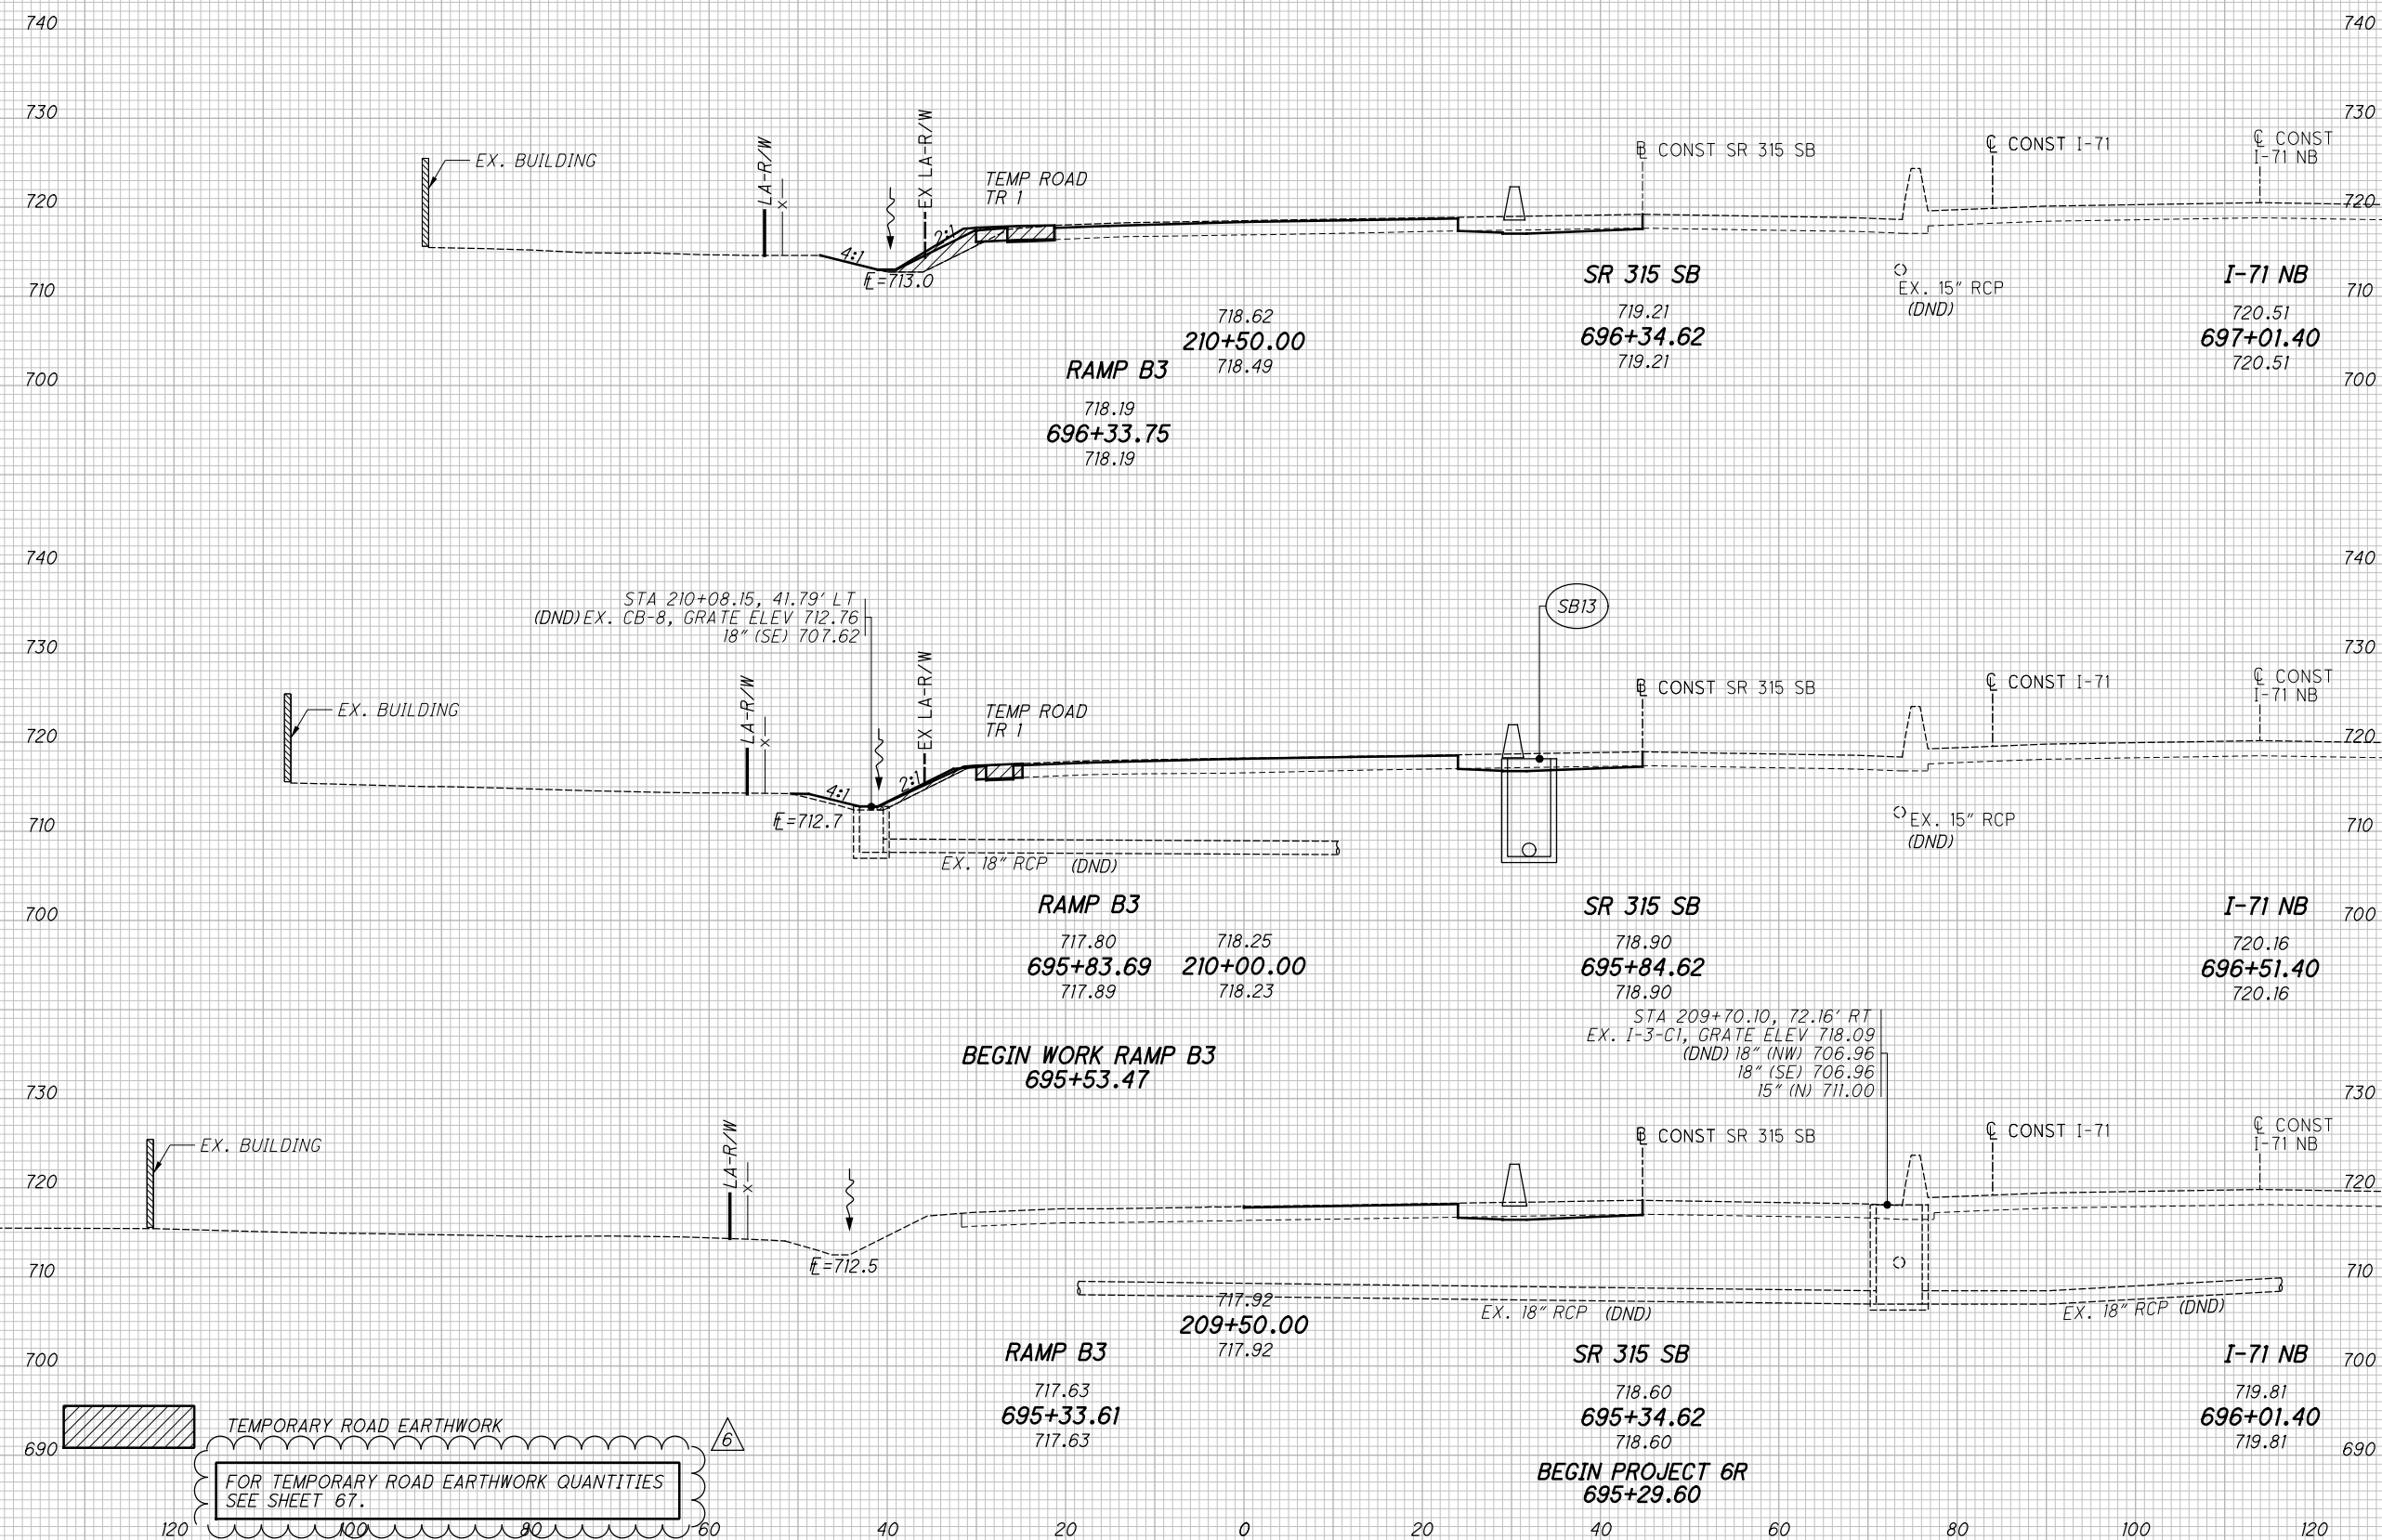 740
740
730
730
720
720
710
710
700
700
EX. BUILDING
LA-R/W
X
EX LA-R/W
TEMP ROAD
TR 1
2:1
4:1
FL=713.0
BL CONST SR 315 SB
CL CONST I-71
CL CONST
I-71 NB
EX. 15" RCP
(DND)
718.62
210+50.00
718.49
RAMP B3
718.19
696+33.75
718.19
SR 315 SB
719.21
696+34.62
719.21
I-71 NB
720.51
697+01.40
720.51
740
740
730
730
720
720
710
710
700
700
STA 210+08.15, 41.79' LT
(DND) EX. CB-8, GRATE ELEV 712.76
18" (SE) 707.62
SB13
EX. BUILDING
LA-R/W
X
EX LA-R/W
TEMP ROAD
TR 1
2:1
4:1
FL=712.7
EX. 18" RCP (DND)
BL CONST SR 315 SB
CL CONST I-71
CL CONST
I-71 NB
EX. 15" RCP
(DND)
RAMP B3
717.80
695+83.69
717.89
718.25
210+00.00
718.23
SR 315 SB
718.90
695+84.62
718.90
I-71 NB
720.16
696+51.40
720.16
BEGIN WORK RAMP B3
695+53.47
STA 209+70.10, 72.16' RT
EX. I-3-C1, GRATE ELEV 718.09
(DND) 18" (NW) 706.96
18" (SE) 706.96
15" (N) 711.00
730
730
720
720
710
710
700
700
690
690
EX. BUILDING
LA-R/W
X
FL=712.5
BL CONST SR 315 SB
CL CONST I-71
CL CONST
I-71 NB
EX. 18" RCP (DND)
EX. 18" RCP (DND)
717.92
209+50.00
717.92
RAMP B3
717.63
695+33.61
717.63
SR 315 SB
718.60
695+34.62
718.60
I-71 NB
719.81
696+01.40
719.81
BEGIN PROJECT 6R
695+29.60
TEMPORARY ROAD EARTHWORK
6
FOR TEMPORARY ROAD EARTHWORK QUANTITIES
SEE SHEET 67.
120 100 80 60 40 20 0 20 40 60 80 100 120